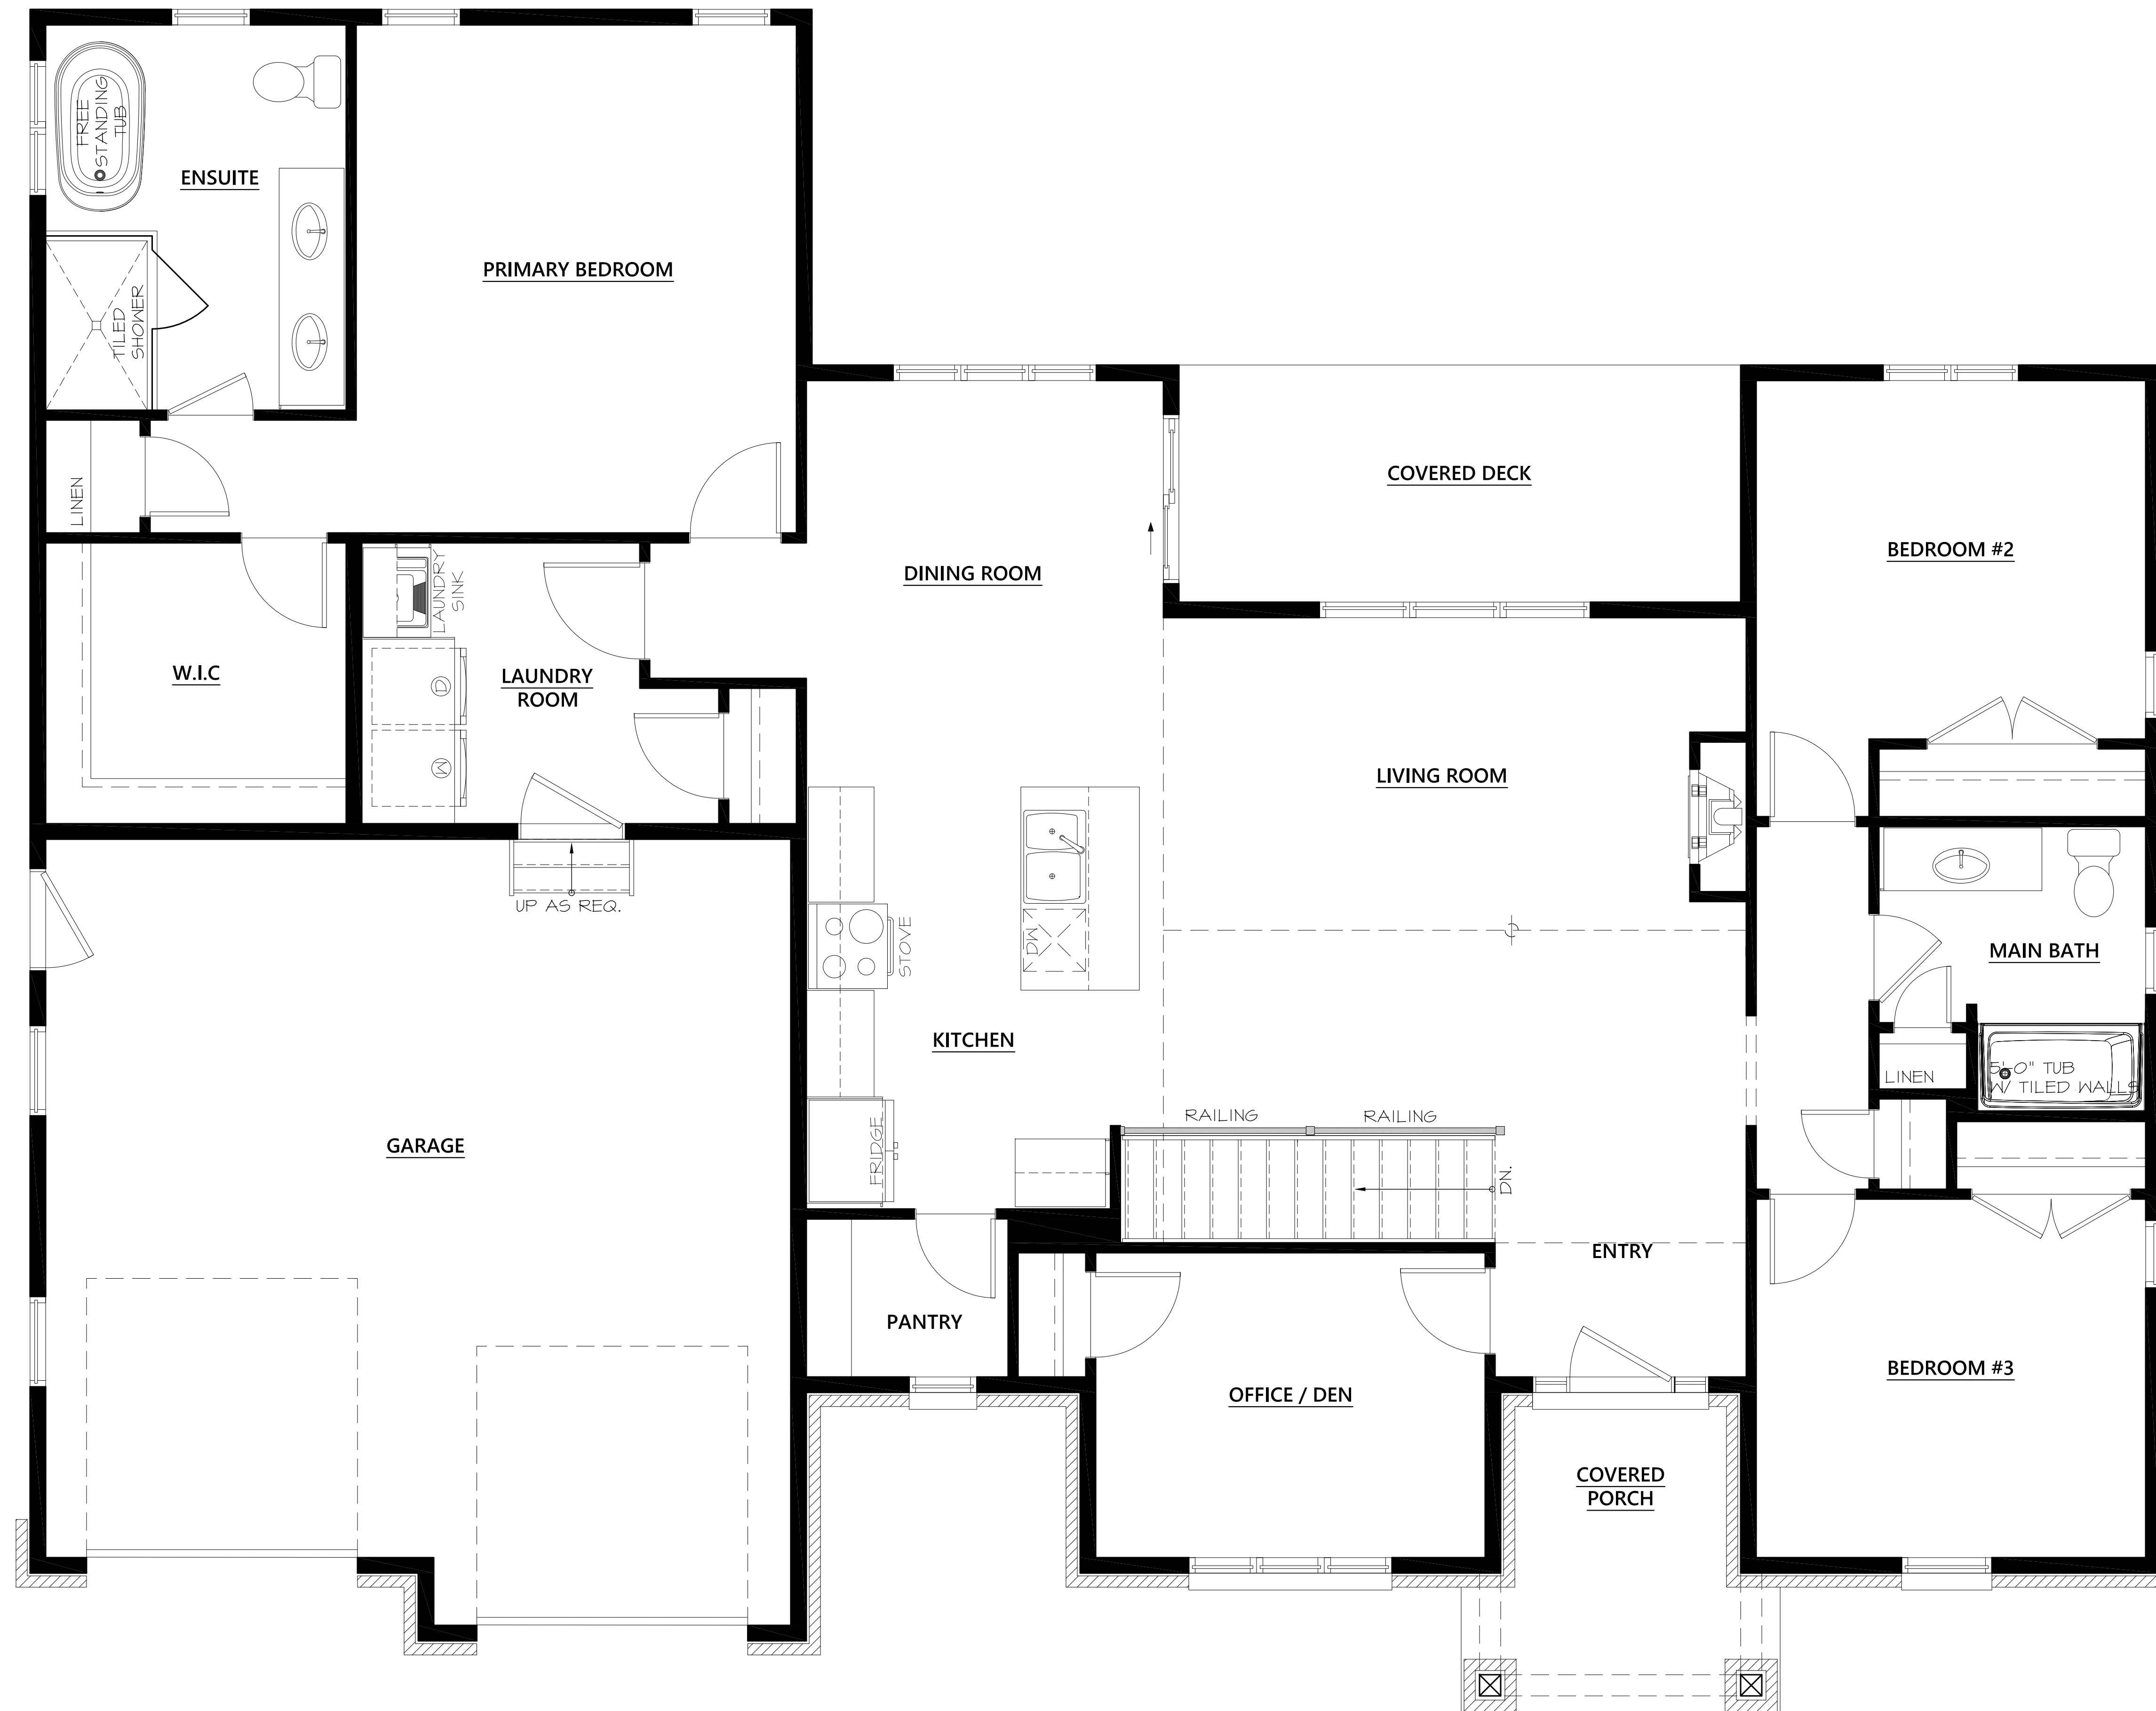 FREE
STANDING
TUB
ENSUITE
PRIMARY BEDROOM
TILED
SHOWER
LINEN
COVERED DECK
BEDROOM #2
DINING ROOM
LAUNDRY
SINK
W.I.C
LAUNDRY
ROOM
D
W
LIVING ROOM
UP AS REQ.
STOVE
DW
MAIN BATH
KITCHEN
LINEN
5'-0" TUB
W/ TILED WALLS
RAILING
RAILING
GARAGE
FRIDGE
DN.
ENTRY
PANTRY
OFFICE / DEN
BEDROOM #3
COVERED
PORCH